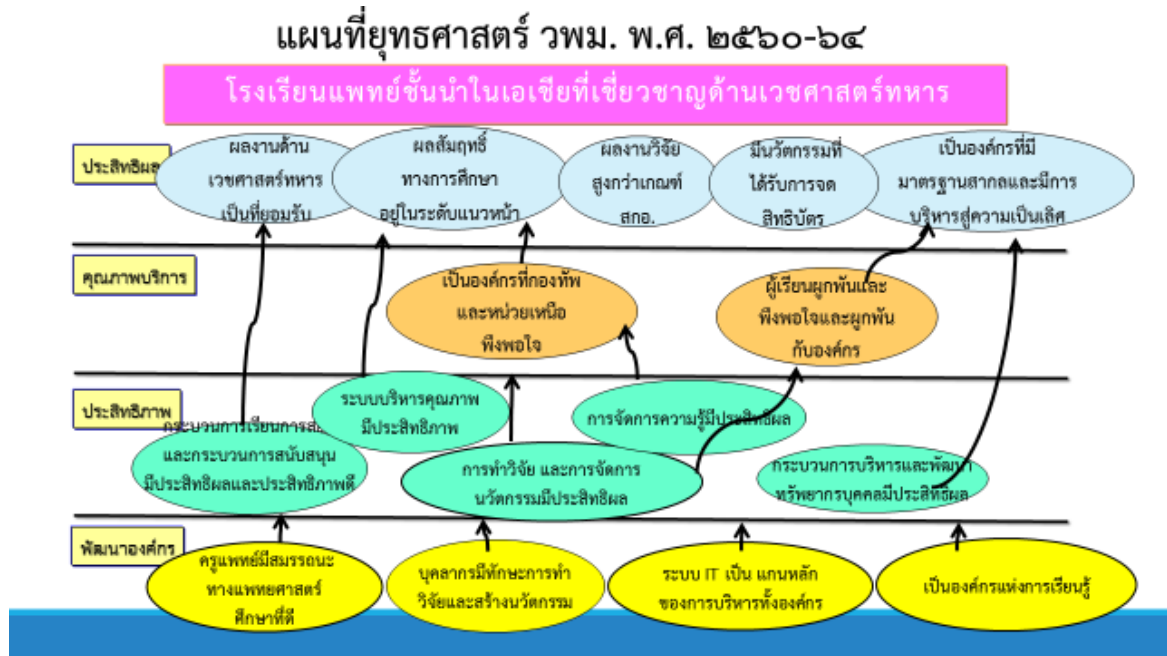 แผนที่ยุทธศาสตร์ วพม. พ.ศ. ๒๕๖๐-๖๔
โรงเรียนแพทย์ชั้นนำในเอเชียที่เชี่ยวชาญด้านเวชศาสตร์ทหาร
ประสิทธิผล
ผลงานด้าน
เวชศาสตร์ทหาร
เป็นที่ยอมรับ
ผลสัมฤทธิ์
ทางการศึกษา
อยู่ในระดับแนวหน้า
ผลงานวิจัย
สูงกว่าเกณฑ์
สกอ.
มีนวัตกรรมที่
ได้รับการจด
สิทธิบัตร
เป็นองค์กรที่มี
มาตรฐานสากลและมีการ
บริหารสู่ความเป็นเลิศ
คุณภาพบริการ
เป็นองค์กรที่กองทัพ
และหน่วยเหนือ
พึงพอใจ
ผู้เรียนผูกพันและ
พึงพอใจและผูกพัน
กับองค์กร
ประสิทธิภาพ
กระบวนการเรียนการ
และกระบวนการสนับสนุน
มีประสิทธิผลและประสิทธิภาพดี
ระบบบริหารคุณภาพ
มีประสิทธิภาพ
การทำวิจัย และการจัดการ
นวัตกรรมมีประสิทธิผล
การจัดการความรู้มีประสิทธิผล
กระบวนการบริหารและพัฒนา
ทรัพยากรบุคคลมีประสิทธิผล
พัฒนาองค์กร
ครูแพทย์มีสมรรถนะ
ทางแพทยศาสตร์
ศึกษาที่ดี
บุคลากรมีทักษะการทำ
วิจัยและสร้างนวัตกรรม
ระบบ IT เป็น แกนหลัก
ของการบริหารทั้งองค์กร
เป็นองค์กรแห่งการเรียนรู้